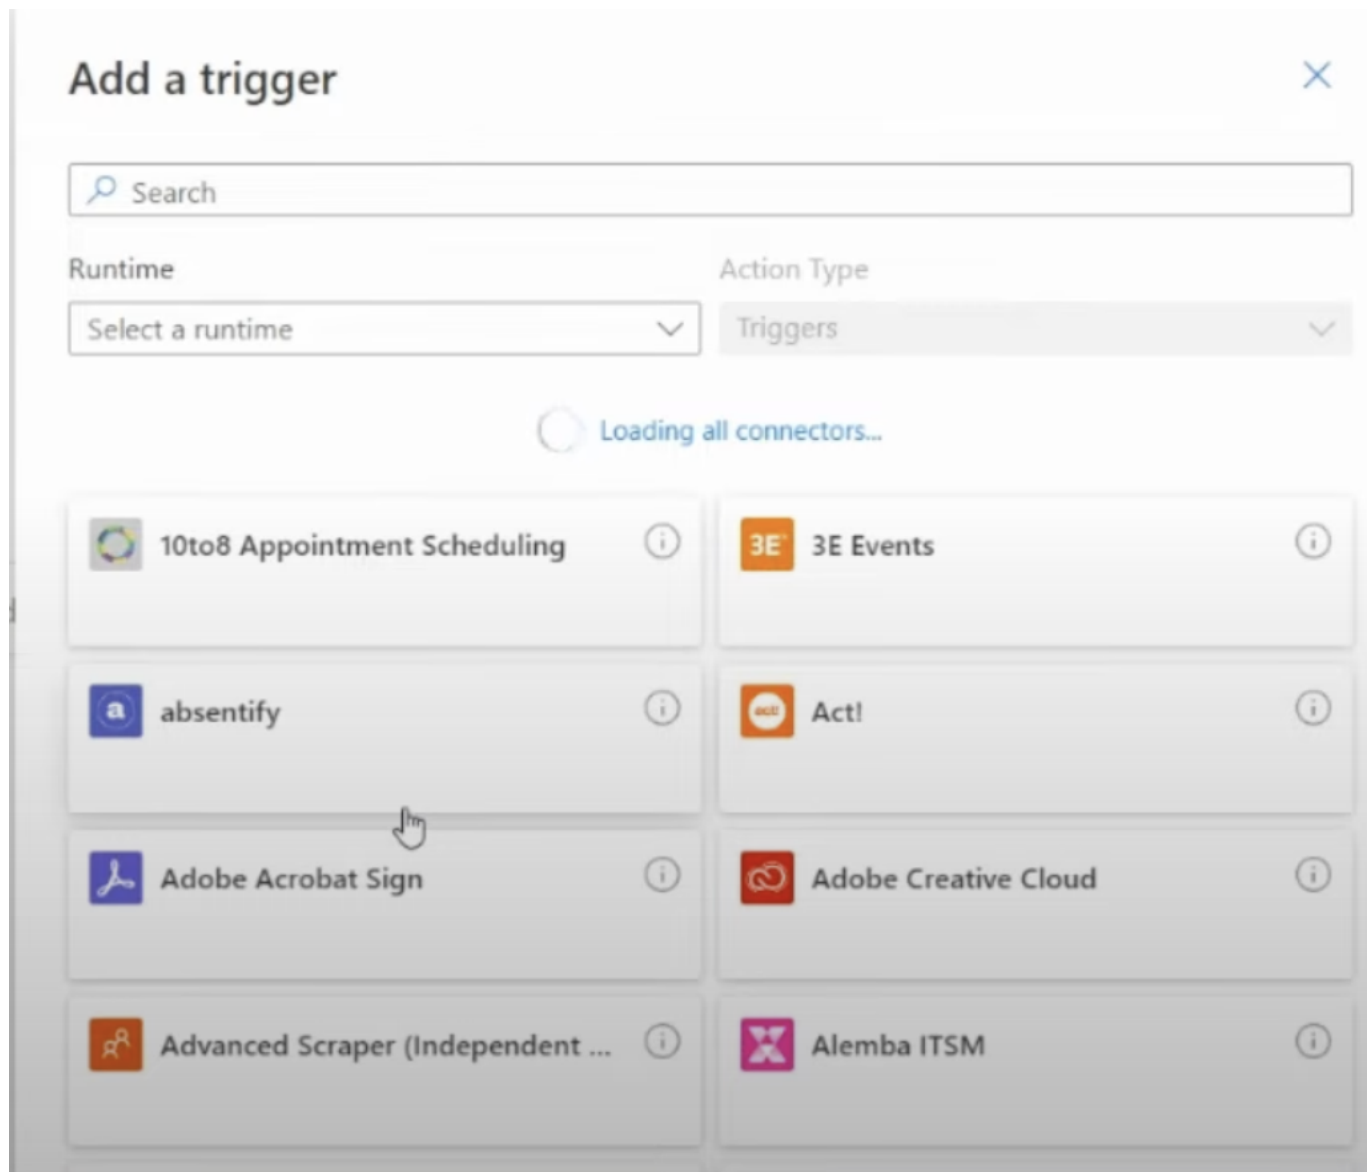 Add a trigger
Search
Runtime
Action Type
Select a runtime
Triggers
Loading all connectors...
10to8 Appointment Scheduling
3E
3E Events
a
absentify
act!
Act!
Adobe Acrobat Sign
Adobe Creative Cloud
Advanced Scraper (Independent ...
Alemba ITSM